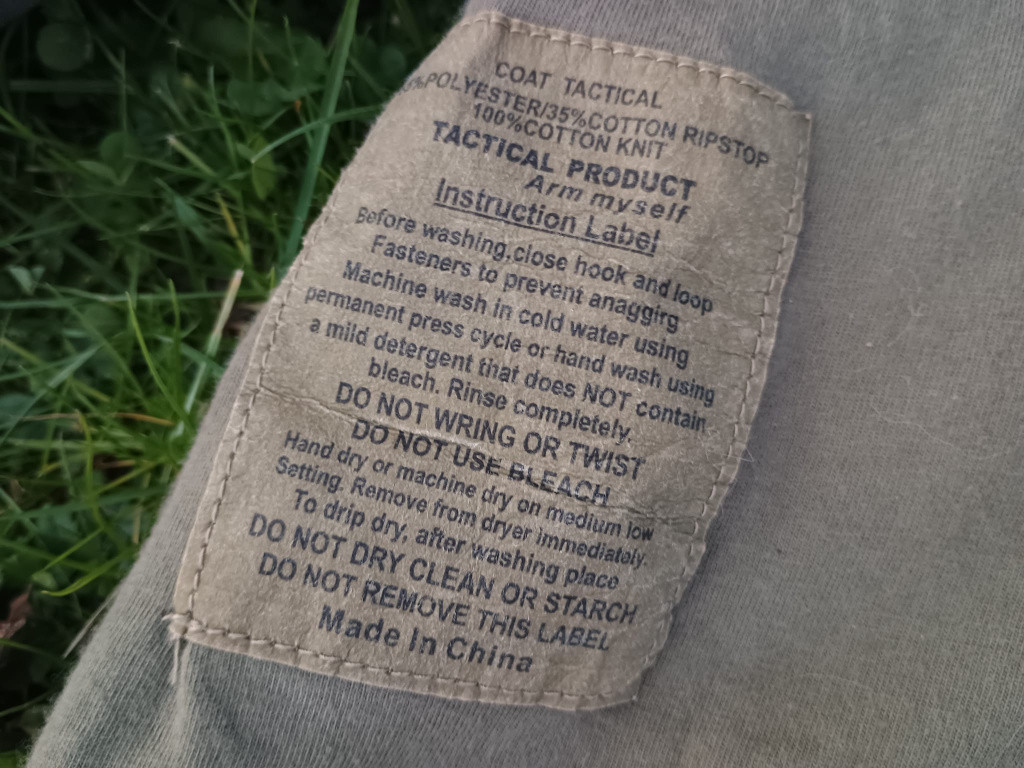 COAT TACTICAL
%POLYESTER/35%COTTON RIPSTOP
100%COTTON KNIT
TACTICAL PRODUCT
Arm myself
Instruction Label
Before washing,close hook and loop
Fasteners to prevent anaggirg
Machine wash in cold water using
permanent press cycle or hand wash using
a mild detergent that does NOT contain
bleach. Rinse completely.
DO NOT WRING OR TWIST
DO NOT USE BLEACH
Hand dry or machine dry on medium low
Setting. Remove from dryer immediately.
To drip dry, after washing place
DO NOT DRY CLEAN OR STARCH
DO NOT REMOVE THIS LABEL
Made In China